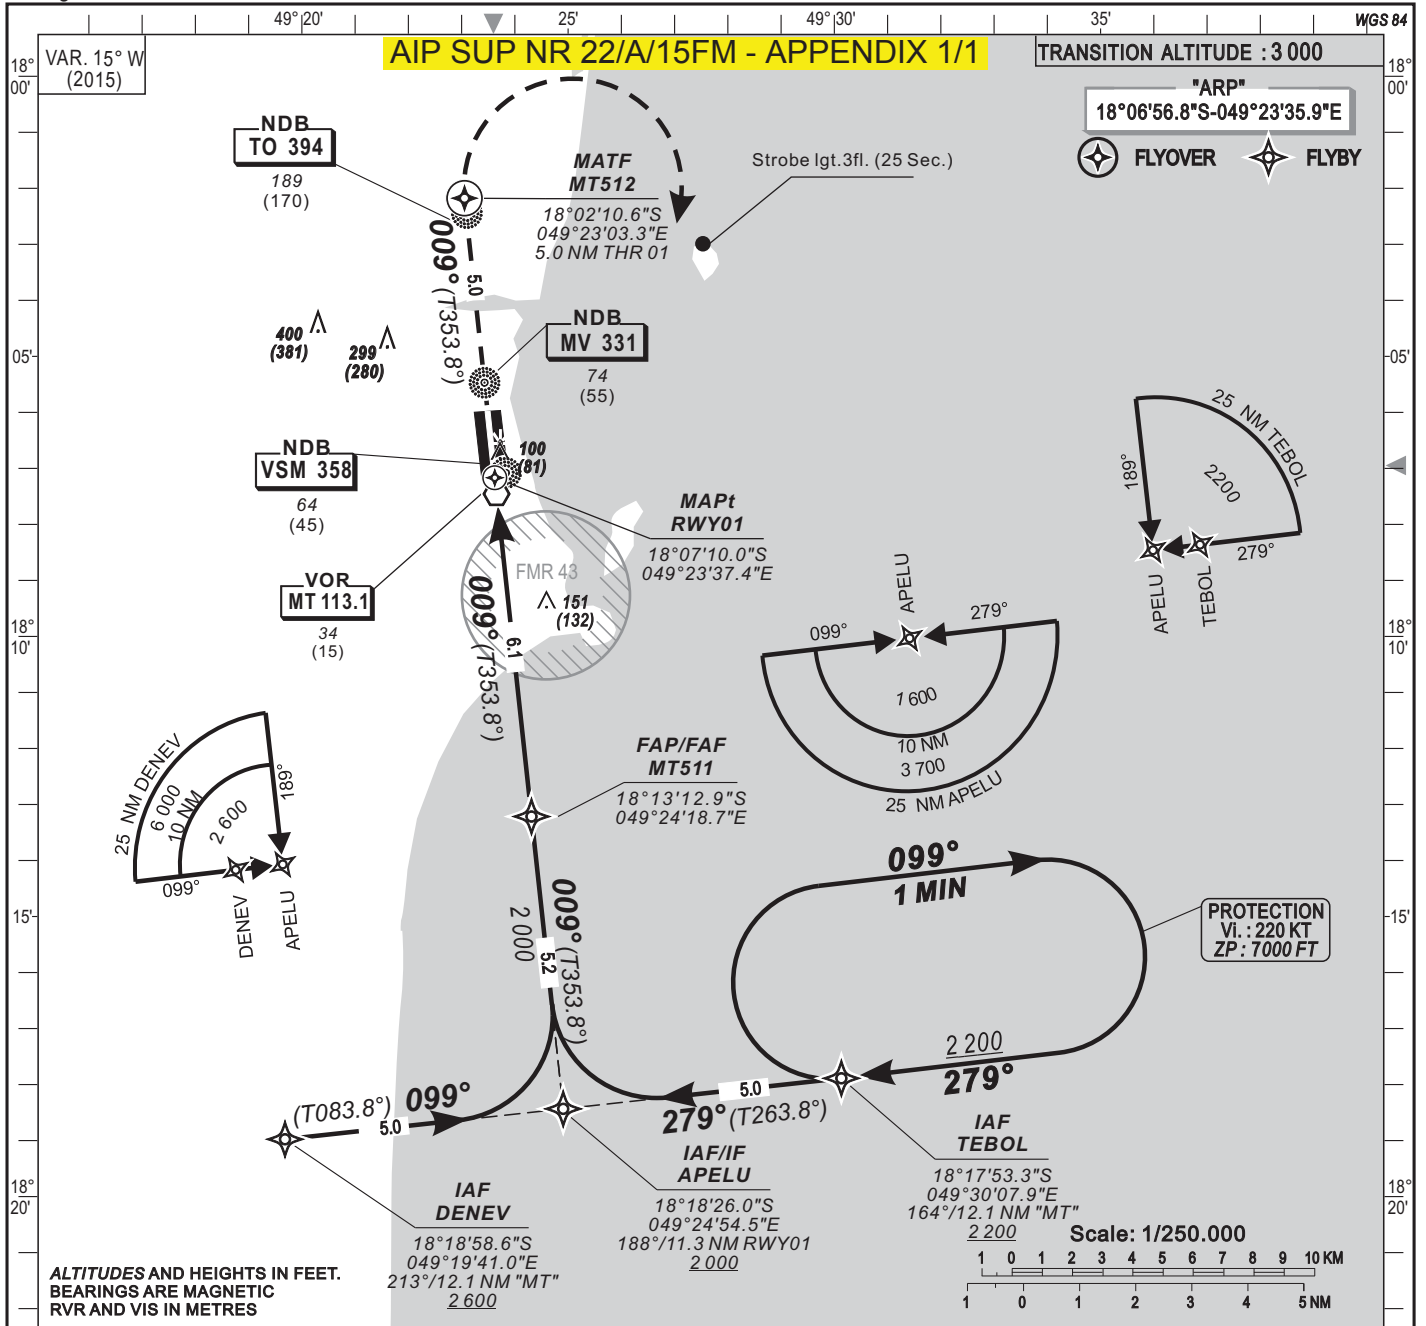 49°20'
25'
49°30'
35'
WGS 84
VAR. 15° W
(2015)
AIP SUP NR 22/A/15FM - APPENDIX 1/1
TRANSITION ALTITUDE : 3 000
18°
00'
18°
00'
"ARP"
18°06'56.8"S-049°23'35.9"E
FLYOVER
FLYBY
NDB
TO 394
189
(170)
MATF
MT512
18°02'10.6"S
049°23'03.3"E
5.0 NM THR 01
Strobe lgt.3fl. (25 Sec.)
009° (T353.8°)
5.0
400
(381)
299
(280)
NDB
MV 331
74
(55)
05'
05'
NDB
VSM 358
64
(45)
100
(81)
MAPt
RWY01
18°07'10.0"S
049°23'37.4"E
VOR
MT 113.1
34
(15)
FMR 43
151
(132)
009° (T353.8°)
6.1
25 NM TEBOL
2200
189°
279°
APELU
TEBOL
18°
10'
18°
10'
APELU
099°
279°
1 600
10 NM
3 700
25 NM APELU
25 NM DENEV
6 000
10 NM
2 600
189°
099°
DENEV
APELU
FAP/FAF
MT511
18°13'12.9"S
049°24'18.7"E
009° (T353.8°)
2 000
5.2
099°
1 MIN
PROTECTION
Vi. : 220 KT
ZP : 7000 FT
15'
15'
2 200
279°
(T083.8°) 099°
5.0
5.0
279° (T263.8°)
IAF
TEBOL
18°17'53.3"S
049°30'07.9"E
164°/12.1 NM "MT"
2 200
IAF/IF
APELU
18°18'26.0"S
049°24'54.5"E
188°/11.3 NM RWY01
2 000
IAF
DENEV
18°18'58.6"S
049°19'41.0"E
213°/12.1 NM "MT"
2 600
18°
20'
18°
20'
Scale: 1/250.000
1 0 1 2 3 4 5 6 7 8 9 10 KM
1 0 1 2 3 4 5 NM
ALTITUDES AND HEIGHTS IN FEET.
BEARINGS ARE MAGNETIC
RVR AND VIS IN METRES